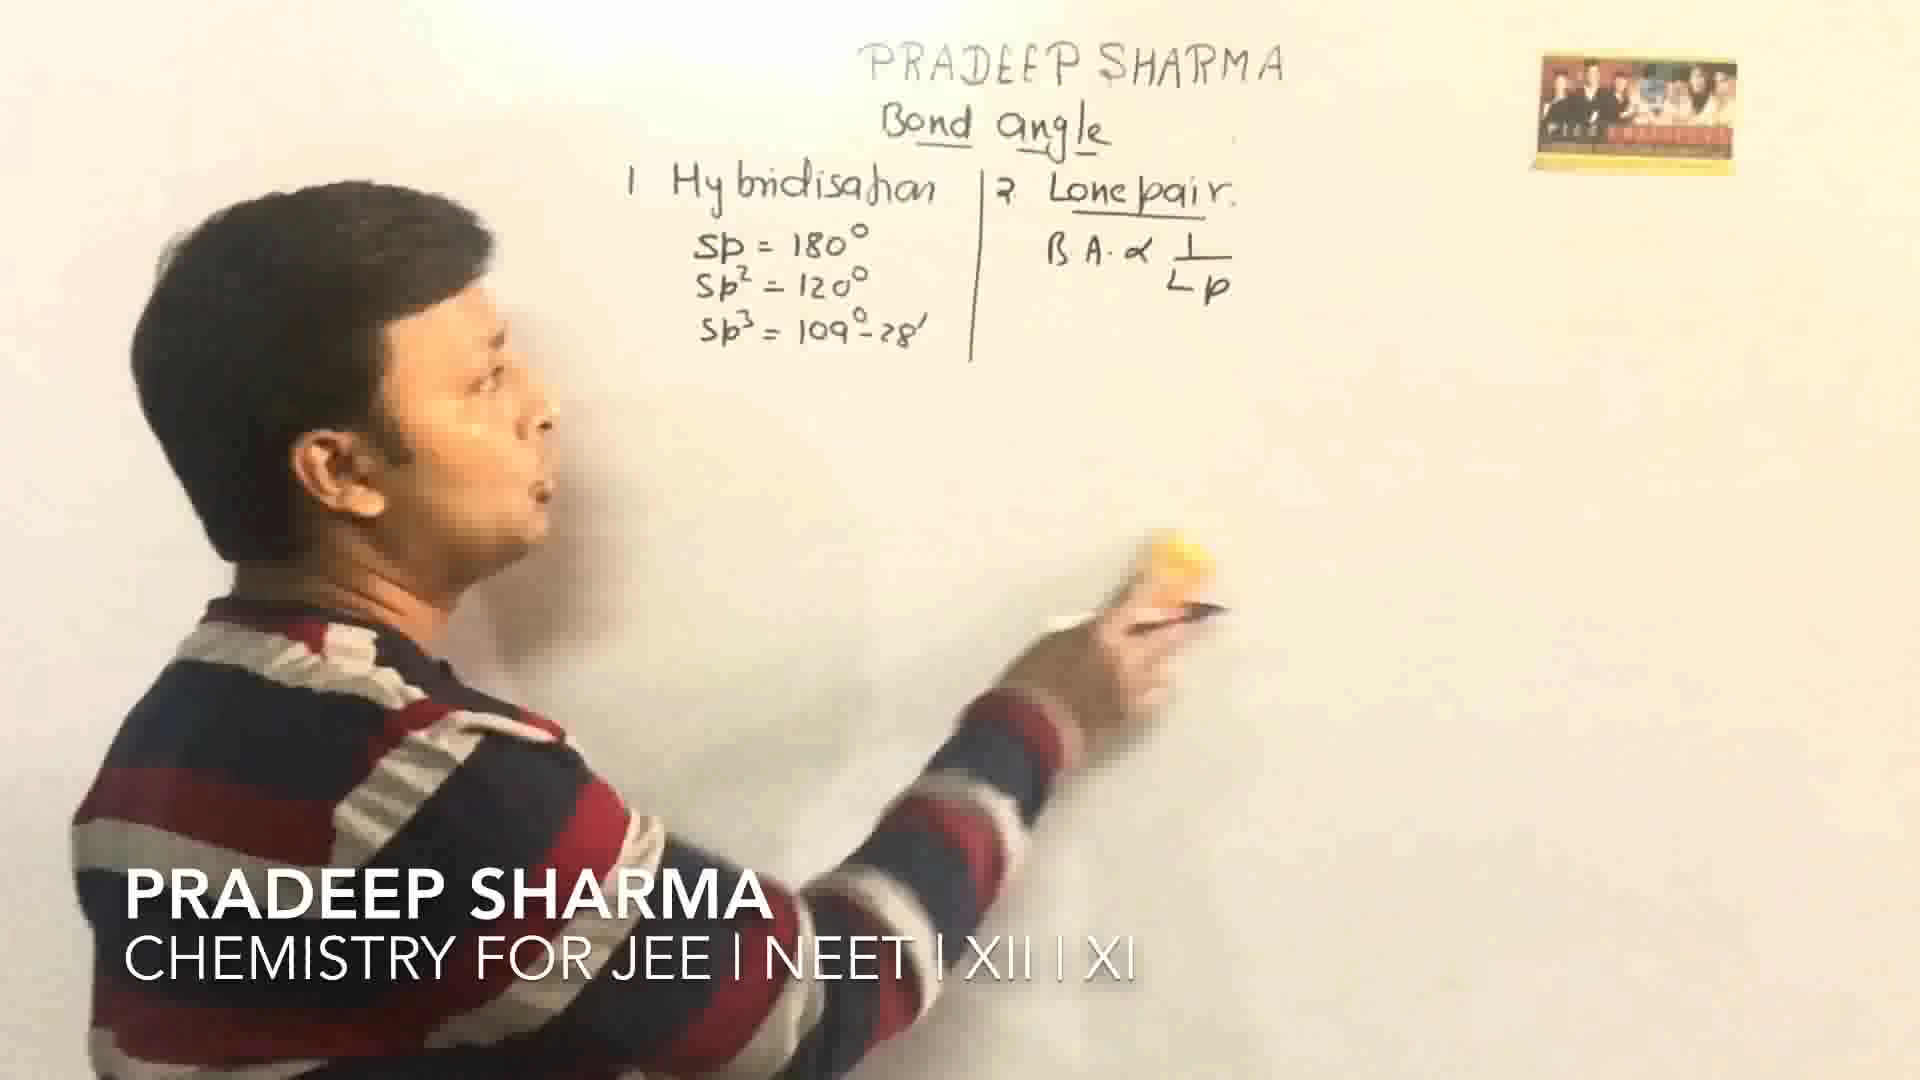 PRADEEP SHARMA
Bond angle
1 Hybridisation
sp = 180°
sp² = 120°
sp³ = 109°-28'
2 Lone pair.
B A. ∝ 1/Lp
PRADEEP SHARMA
CHEMISTRY FOR JEE | NEET | XII | XI